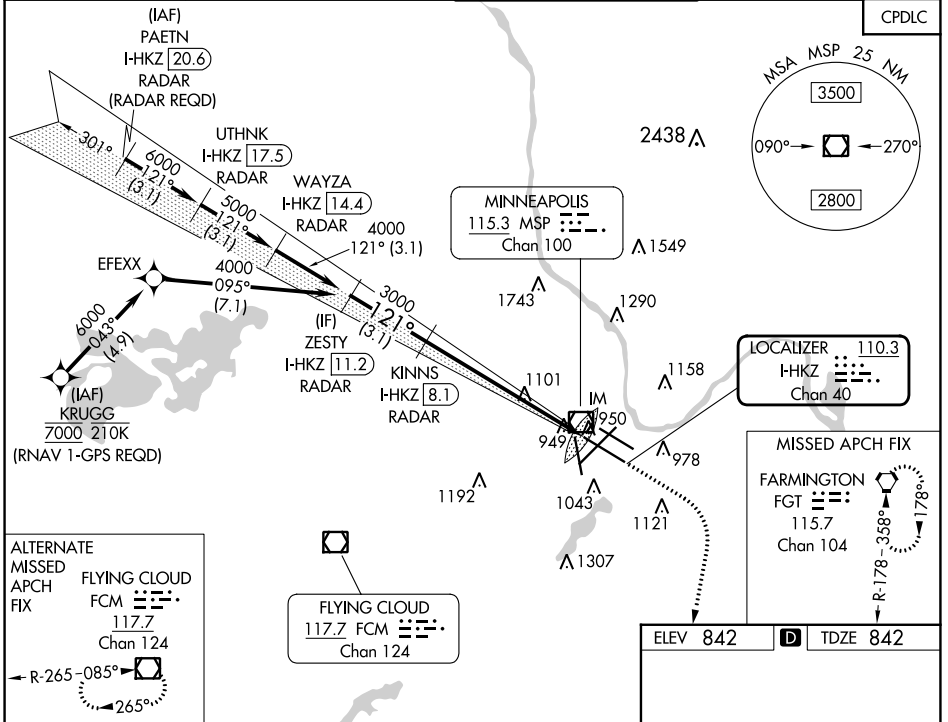 CPDLC
(IAF)
PAETN
I-HKZ 20.6
RADAR
(RADAR REQD)
301°
6000
121°
(3.1)
UTHNK
I-HKZ 17.5
RADAR
5000
121°
(3.1)
WAYZA
I-HKZ 14.4
RADAR
4000
121° (3.1)
EFEXX
4000
095°
(7.1)
6000
043°
(4.9)
(IAF)
KRUGG
7000 210K
(RNAV 1-GPS REQD)
(IF)
ZESTY
I-HKZ 11.2
RADAR
3000
121°
(3.1)
KINNS
I-HKZ 8.1
RADAR
MINNEAPOLIS
115.3 MSP
Chan 100
MSA MSP 25 NM
3500
090°
270°
2800
2438
1549
1743
1290
1158
1101
IM
950
949
978
1192
1043
1121
1307
LOCALIZER 110.3
I-HKZ
Chan 40
MISSED APCH FIX
FARMINGTON
FGT
115.7
Chan 104
R-178-358°
178°
ALTERNATE
MISSED
APCH
FIX
FLYING CLOUD
FCM
117.7
Chan 124
R-265-085°
265°
FLYING CLOUD
117.7 FCM
Chan 124
ELEV 842 D TDZE 842